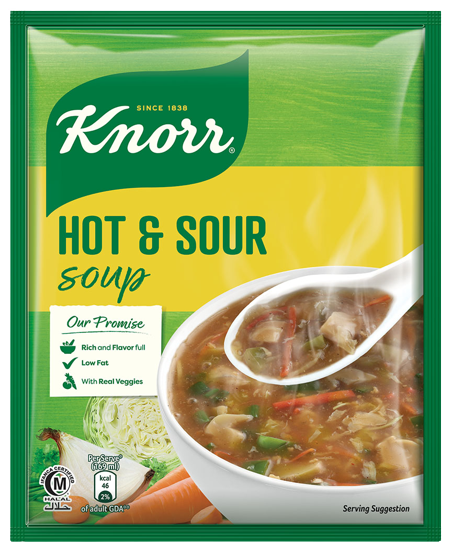 SINCE 1838
Knorr®
HOT & SOUR
soup
Our Promise
Rich and Flavor full
Low Fat
With Real Veggies
Per Serve*
(169 ml)
kcal
46
2%
of adult GDA**
M
HALAL
حلال
Serving Suggestion